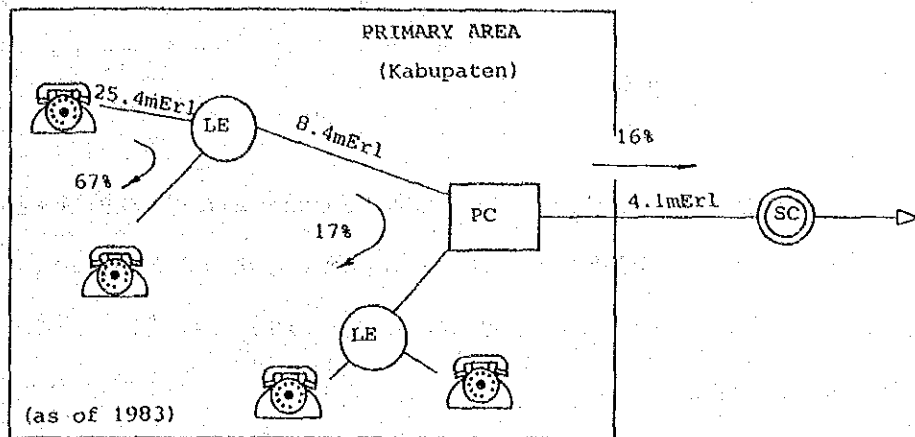 PRIMARY AREA
(Kabupaten)
25.4mErl
LE
8.4mErl
16%
67%
17%
PC
4.1mErl
SC
LE
(as of 1983)